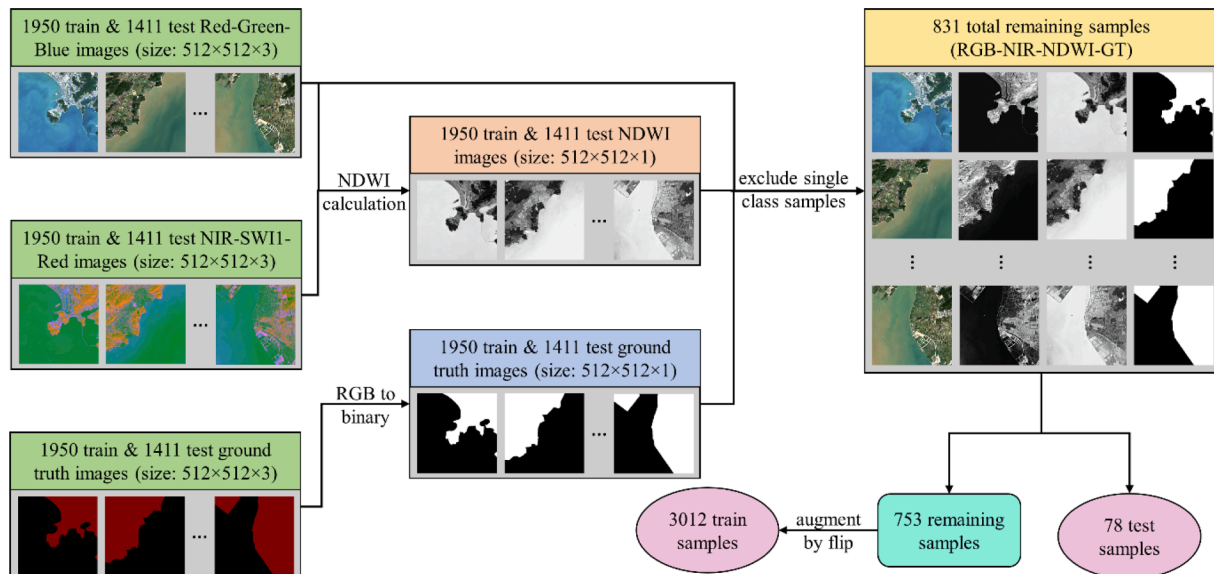 1950 train & 1411 test Red-Green-
Blue images (size: 512×512×3)
...
1950 train & 1411 test NIR-SWI1-
Red images (size: 512×512×3)
...
1950 train & 1411 test ground
truth images (size: 512×512×3)
...
NDWI
calculation
RGB to
binary
1950 train & 1411 test NDWI
images (size: 512×512×1)
...
1950 train & 1411 test ground
truth images (size: 512×512×1)
...
exclude single
class samples
831 total remaining samples
(RGB-NIR-NDWI-GT)
753 remaining
samples
78 test
samples
augment
by flip
3012 train
samples